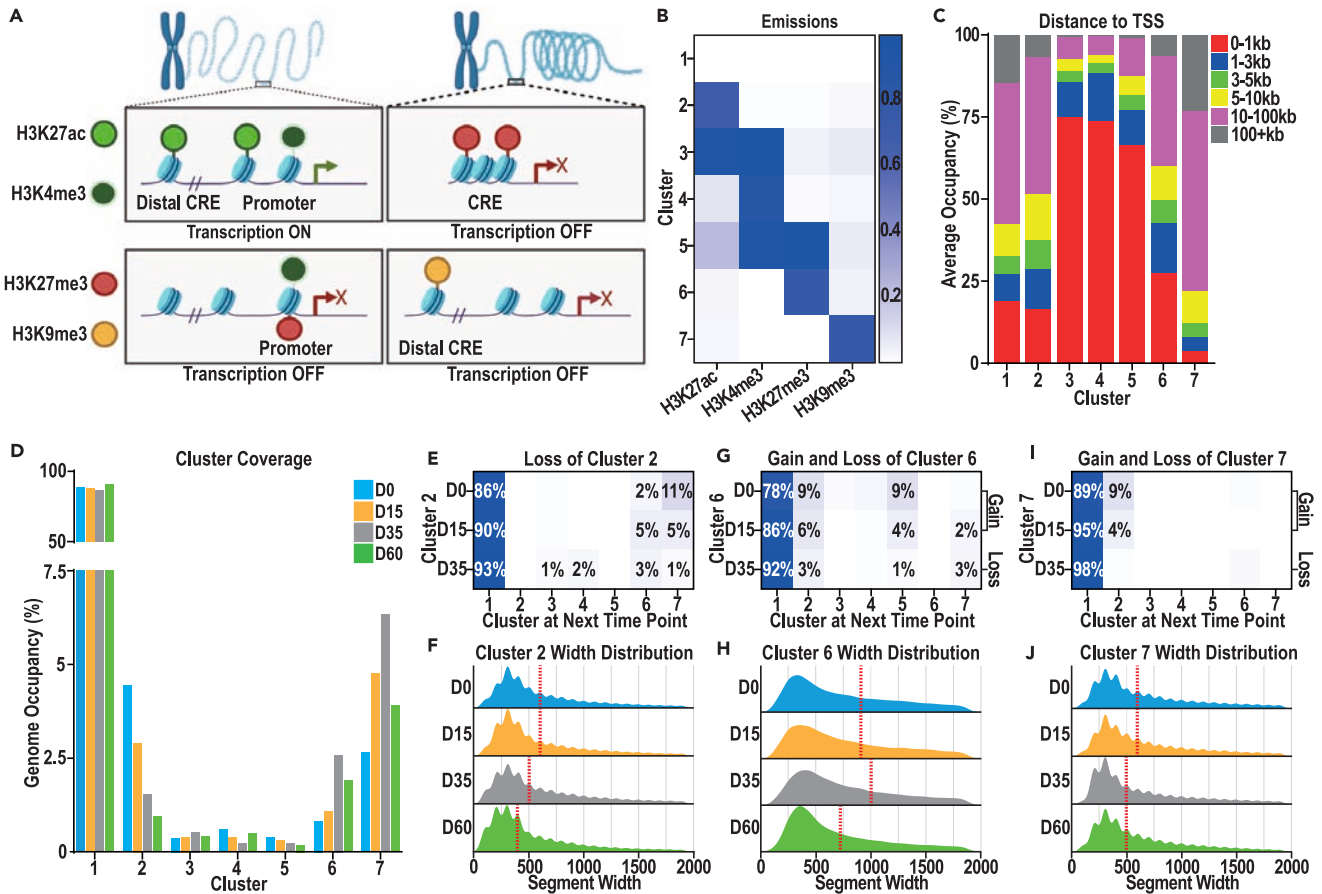 A
H3K27ac
H3K4me3
Distal CRE
Promoter
Transcription ON
CRE
Transcription OFF
H3K27me3
H3K9me3
Promoter
Transcription OFF
Distal CRE
Transcription OFF
B
Emissions
Cluster
1
2
3
4
5
6
7
H3K27ac
H3K4me3
H3K27me3
H3K9me3
0.8
0.6
0.4
0.2
C
Distance to TSS
Average Occupancy (%)
100
75
50
25
0
1 2 3 4 5 6 7
Cluster
0-1kb
1-3kb
3-5kb
5-10kb
10-100kb
100+kb
D
Cluster Coverage
Genome Occupancy (%)
100
50
7.5
5
2.5
0
1 2 3 4 5 6 7
Cluster
D0
D15
D35
D60
E
Loss of Cluster 2
Cluster 2
D0 86% 2% 11%
D15 90% 5% 5%
D35 93% 1% 2% 3% 1%
1 2 3 4 5 6 7
Cluster at Next Time Point
G
Gain and Loss of Cluster 6
Cluster 6
D0 78% 9% 9%
D15 86% 6% 4% 2%
D35 92% 3% 1% 3%
Gain
Loss
1 2 3 4 5 6 7
Cluster at Next Time Point
I
Gain and Loss of Cluster 7
Cluster 7
D0 89% 9%
D15 95% 4%
D35 98%
Gain
Loss
1 2 3 4 5 6 7
Cluster at Next Time Point
F
Cluster 2 Width Distribution
D0
D15
D35
D60
0 500 1000 1500 2000
Segment Width
H
Cluster 6 Width Distribution
D0
D15
D35
D60
0 500 1000 1500 2000
Segment Width
J
Cluster 7 Width Distribution
D0
D15
D35
D60
0 500 1000 1500 2000
Segment Width